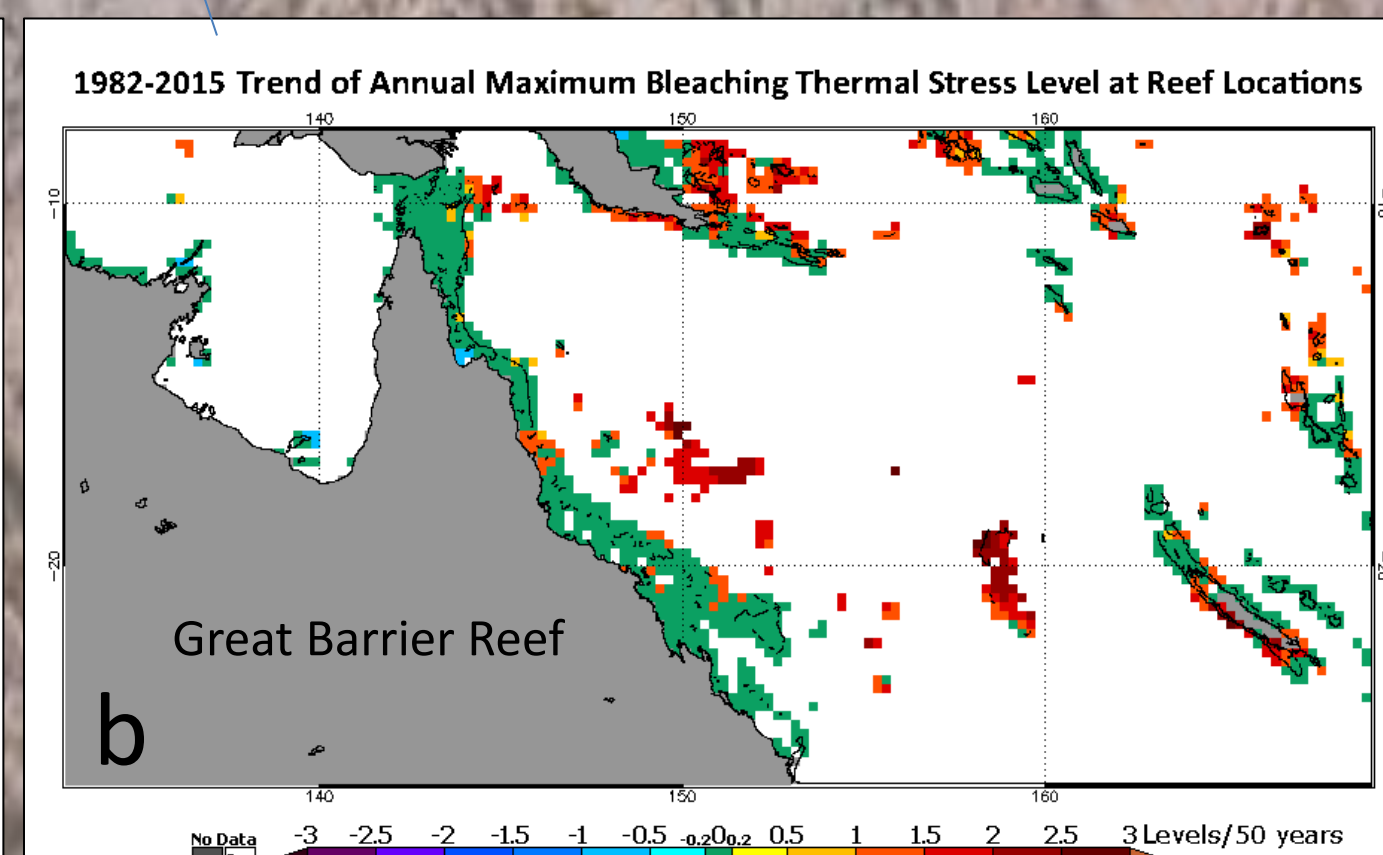 1982-2015 Trend of Annual Maximum Bleaching Thermal Stress Level at Reef Locations
140 150 160
-10
-20
Great Barrier Reef
b
140 150 160
No Data -3 -2.5 -2 -1.5 -1 -0.5 -0.2 0 0.2 0.5 1 1.5 2 2.5 3 Levels/50 years